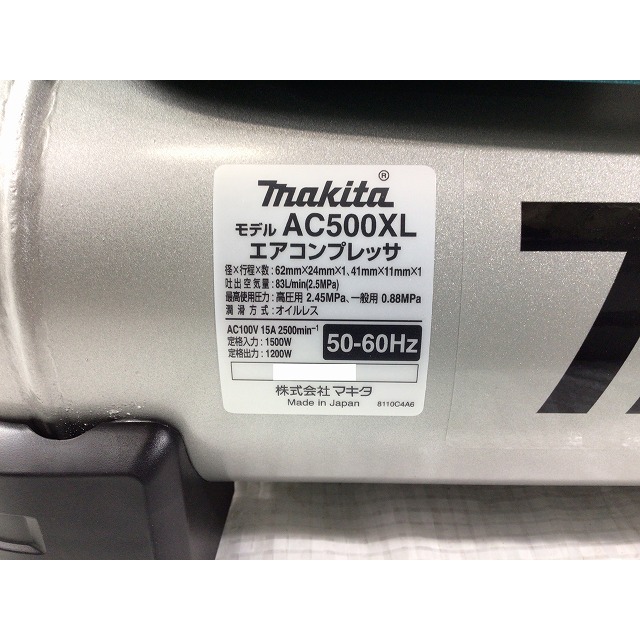 makita®
モデル AC500XL
エアコンプレッサ
径×行程×数:62mm×24mm×1、41mm×11mm×1
吐出空気量:83L/min(2.5MPa)
最高使用圧力:高圧用 2.45MPa、一般用 0.88MPa
潤滑方式:オイルレス
AC100V 15A 2500min⁻¹
定格入力:1500W
定格出力:1200W
50-60Hz
株式会社 マキタ
Made in Japan 8110C4A6
7